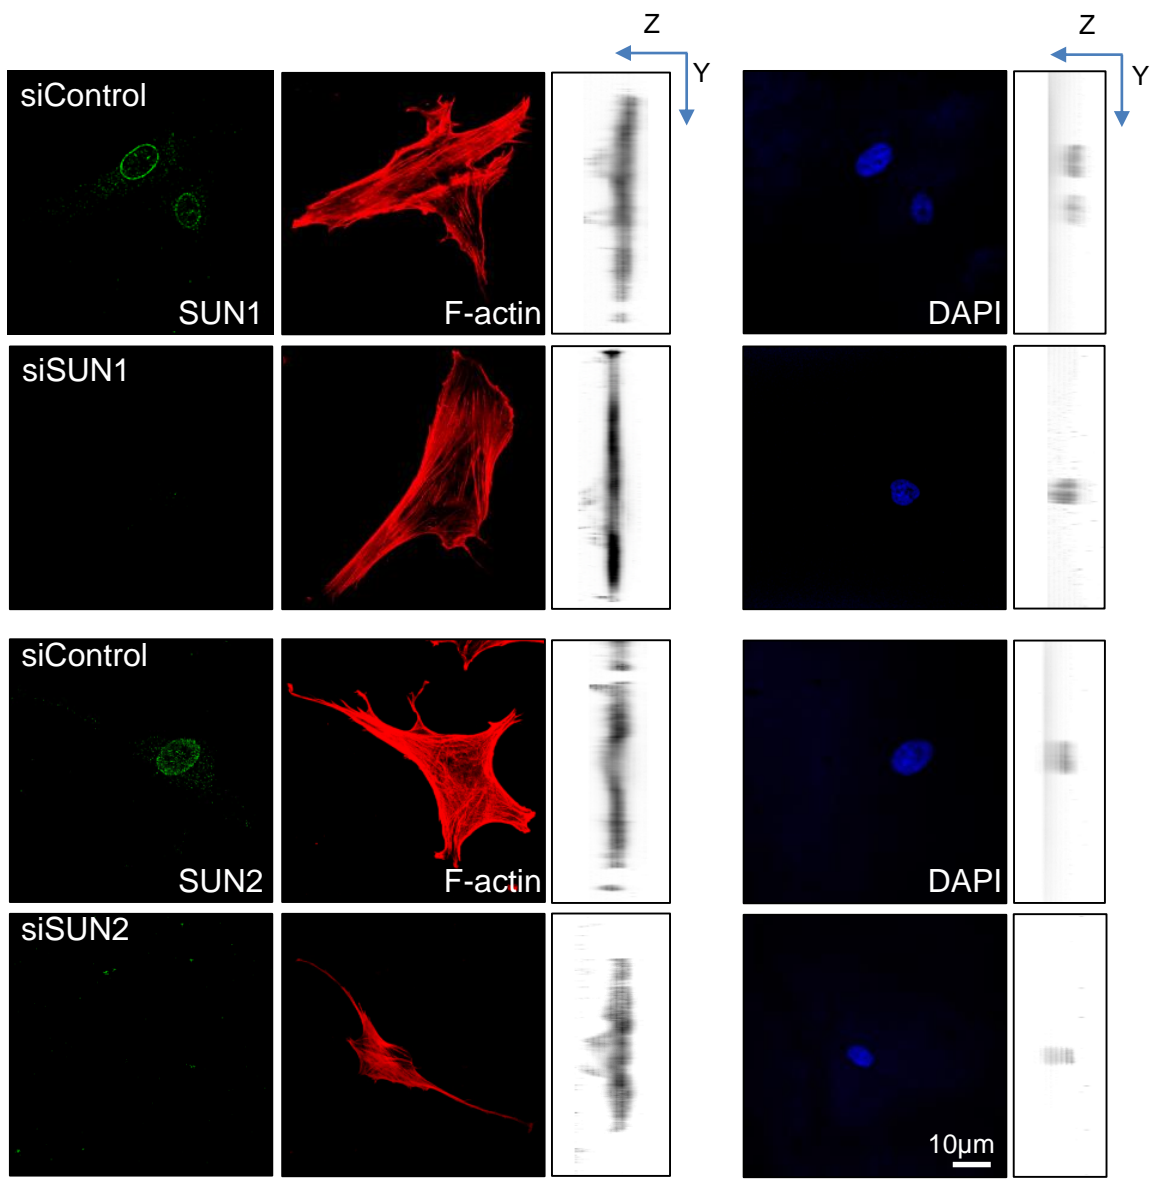 Z
Y
Z
Y
siControl
SUN1
F-actin
DAPI
siSUN1
siControl
SUN2
F-actin
DAPI
siSUN2
10µm